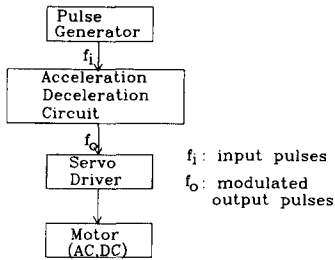 Pulse
Generator
fi
Acceleration
Deceleration
Circuit
fo
Servo
Driver
fi : input pulses
fo : modulated
output pulses
Motor
(AC,DC)